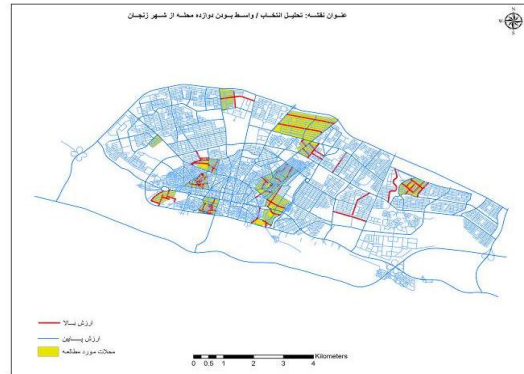 عنوان نقشه: تحلیل انتخاب / واسط بودن دوازده محله از شهر زنجان
N
W
ارزش بالا
ارزش پایین
محلات مورد مطالعه
Kilometers
0 0.5 1 2 3 4